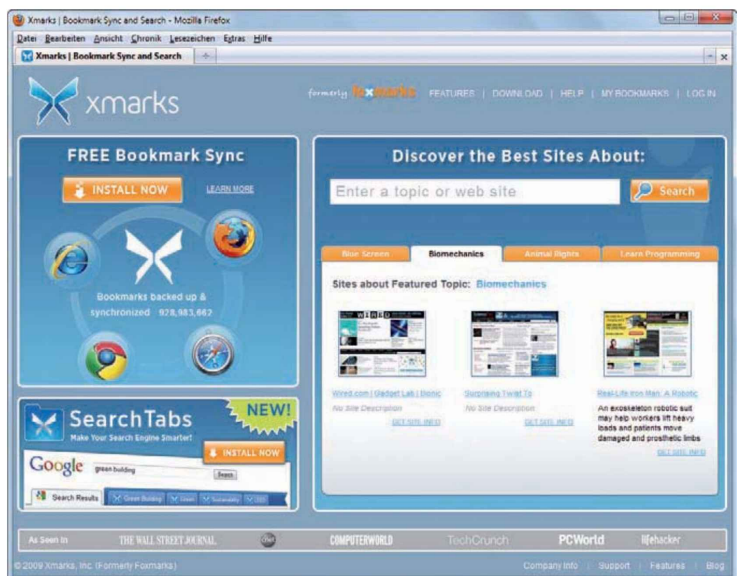 Xmarks | Bookmark Sync and Search - Mozilla Firefox
Datei Bearbeiten Ansicht Chronik Lesezeichen Extras Hilfe
Xmarks | Bookmark Sync and Search
xmarks
formerly foxmarks FEATURES | DOWNLOAD | HELP | MY BOOKMARKS | LOG IN
FREE Bookmark Sync
INSTALL NOW LEARN MORE
Bookmarks backed up &
synchronized 928,983,662
SearchTabs
NEW!
Make Your Search Engine Smarter!
INSTALL NOW
Google green building Search
Search Results Green Building Green Sustainability
Discover the Best Sites About:
Enter a topic or web site Search
Blue Screen Biomechanics Animal Rights Learn Programming
Sites about Featured Topic: Biomechanics
WIRED
Wired.com | Gadget Lab | Bionic
No Site Description
GET SITE INFO
Surprising Twist To
No Site Description
GET SITE INFO
Real-Life Iron Man: A Robotic
An exoskeleton robotic suit
may help workers lift heavy
loads and patients move
damaged and prosthetic limbs
GET SITE INFO
As Seen In THE WALL STREET JOURNAL. COMPUTERWORLD TechCrunch PCWorld lifehacker
© 2009 Xmarks, Inc. (Formerly Foxmarks) Company Info | Support | Features | Blog